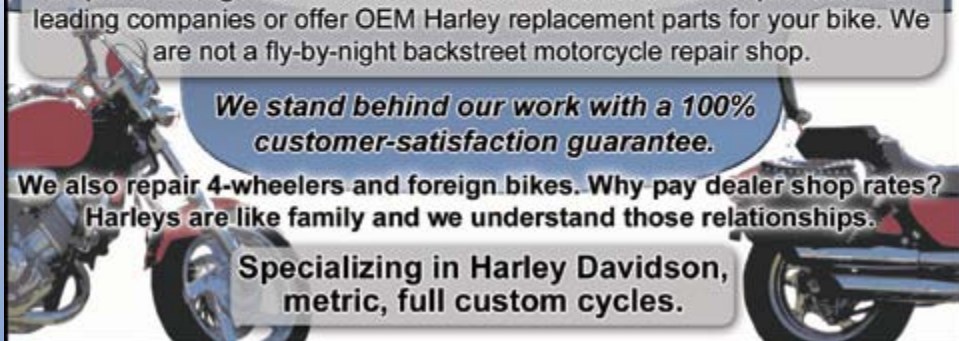 leading companies or offer OEM Harley replacement parts for your bike. We
are not a fly-by-night backstreet motorcycle repair shop.
We stand behind our work with a 100%
customer-satisfaction guarantee.
We also repair 4-wheelers and foreign bikes. Why pay dealer shop rates?
Harleys are like family and we understand those relationships.
Specializing in Harley Davidson,
metric, full custom cycles.